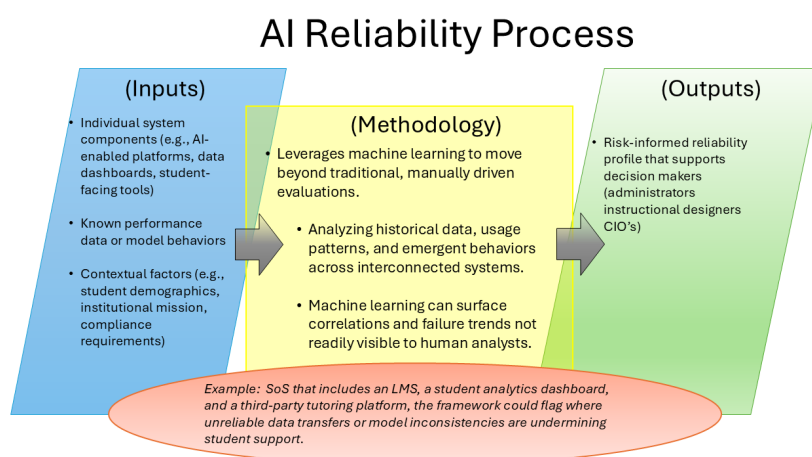 AI Reliability Process
(Inputs)
• Individual system
components (e.g., AI-
enabled platforms, data
dashboards, student-
facing tools)
• Known performance
data or model behaviors
• Contextual factors (e.g.,
student demographics,
institutional mission,
compliance
requirements)
(Methodology)
• Leverages machine learning to move
beyond traditional, manually driven
evaluations.
• Analyzing historical data, usage
patterns, and emergent behaviors
across interconnected systems.
• Machine learning can surface
correlations and failure trends not
readily visible to human analysts.
(Outputs)
• Risk-informed reliability
profile that supports
decision makers
(administrators
instructional designers
CIO's)
Example: SoS that includes an LMS, a student analytics dashboard,
and a third-party tutoring platform, the framework could flag where
unreliable data transfers or model inconsistencies are undermining
student support.